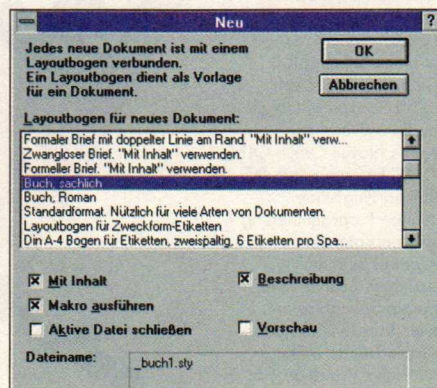 Neu
?
Jedes neue Dokument ist mit einem
Layoutbogen verbunden.
Ein Layoutbogen dient als Vorlage
für ein Dokument.
OK
Abbrechen
Layoutbogen für neues Dokument:
Formaler Brief mit doppelter Linie am Rand. "Mit Inhalt" verw...
Zwangloser Brief. "Mit Inhalt" verwenden.
Formeller Brief. "Mit Inhalt" verwenden.
Buch, sachlich
Buch, Roman
Standardformat. Nützlich für viele Arten von Dokumenten.
Layoutbogen für Zweckform-Etiketten
Din A-4 Bogen für Etiketten, zweispaltig, 6 Etiketten pro Spa...
Mit Inhalt
Beschreibung
Makro ausführen
Aktive Datei schließen
Vorschau
Dateiname:
_buch1.sty